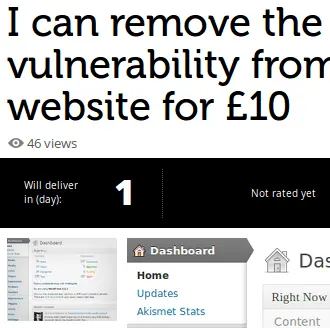 I can remove the
vulnerability from
website for £10
46 views
Will deliver
in (day):
1
Not rated yet
Dashboard
Dashboard
Home
Updates
Akismet Stats
Das
Right Now
Content